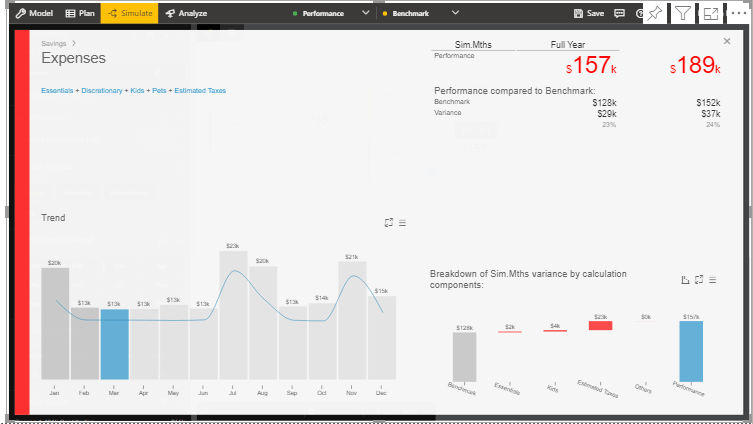 Model Plan Simulate Analyze Performance Benchmark Save
Savings >
Expenses
Essentials + Discretionary + Kids + Pets + Estimated Taxes
Sim.Mths Full Year
Performance
$157k $189k
Performance compared to Benchmark:
Benchmark $128k $152k
Variance $29k $37k
23% 24%
Trend
$20k $13k $13k $13k $13k $13k $23k $20k $13k $14k $21k $15k
Jan Feb Mar Apr May Jun Jul Aug Sep Oct Nov Dec
Breakdown of Sim.Mths variance by calculation
components:
$128k $2k $4k $23k $0k $157k
Benchmark Essentials Kids Estimated Taxes Others Performance